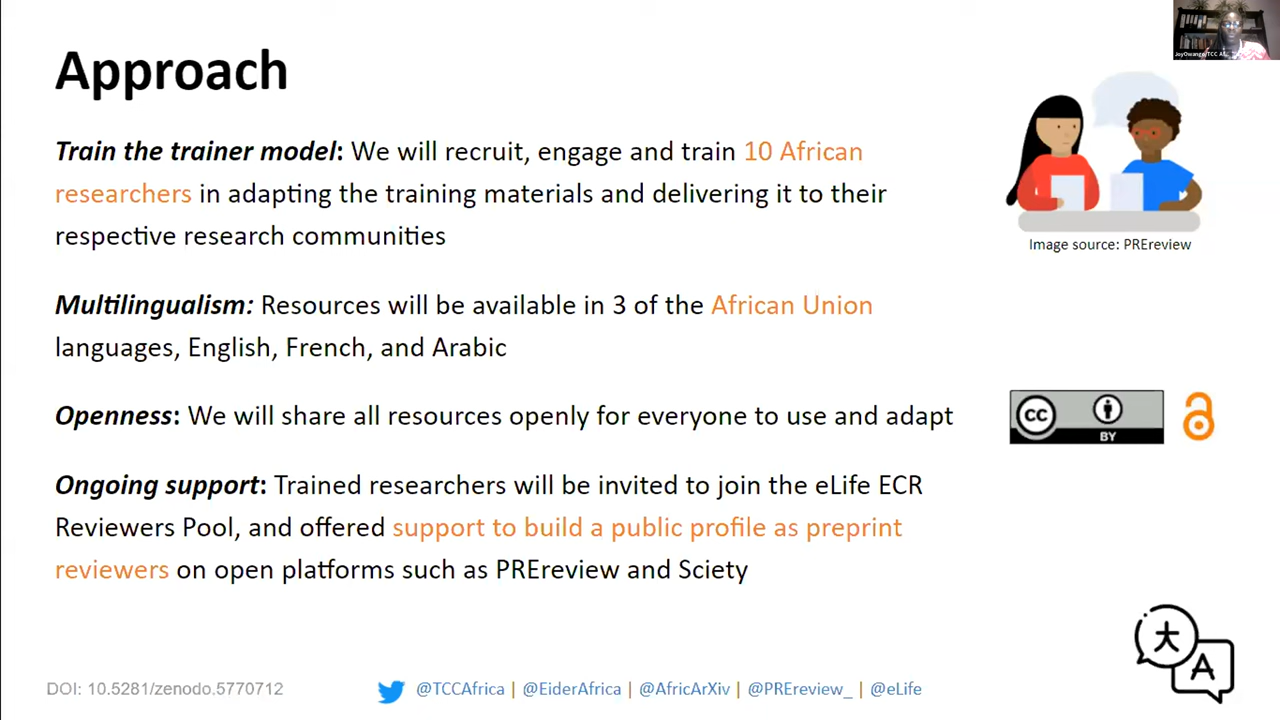 JoyOwango/TCC Af...
Approach
Train the trainer model: We will recruit, engage and train 10 African
researchers in adapting the training materials and delivering it to their
respective research communities
Image source: PREreview
Multilingualism: Resources will be available in 3 of the African Union
languages, English, French, and Arabic
Openness: We will share all resources openly for everyone to use and adapt
cc
BY
Ongoing support: Trained researchers will be invited to join the eLife ECR
Reviewers Pool, and offered support to build a public profile as preprint
reviewers on open platforms such as PREreview and Sciety
大
A
DOI: 10.5281/zenodo.5770712
@TCCAfrica | @EiderAfrica | @AfricArXiv | @PREreview_ | @eLife